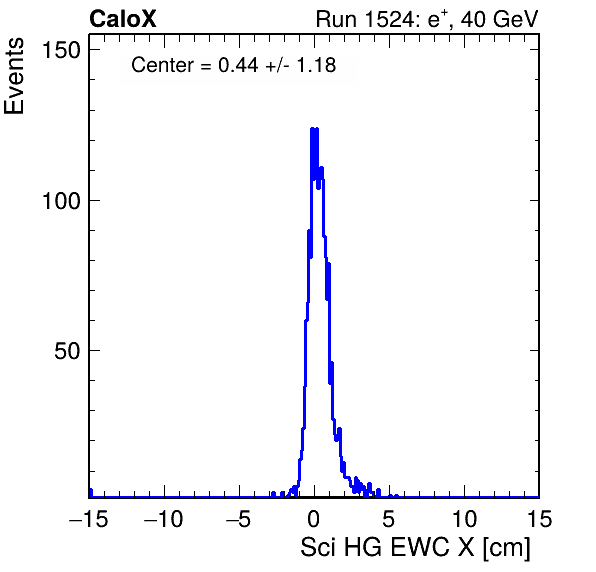 CaloX Run 1524: e⁺, 40 GeV
Center = 0.44 +/- 1.18
Events
150
100
50
−15 −10 −5 0 5 10 15
Sci HG EWC X [cm]